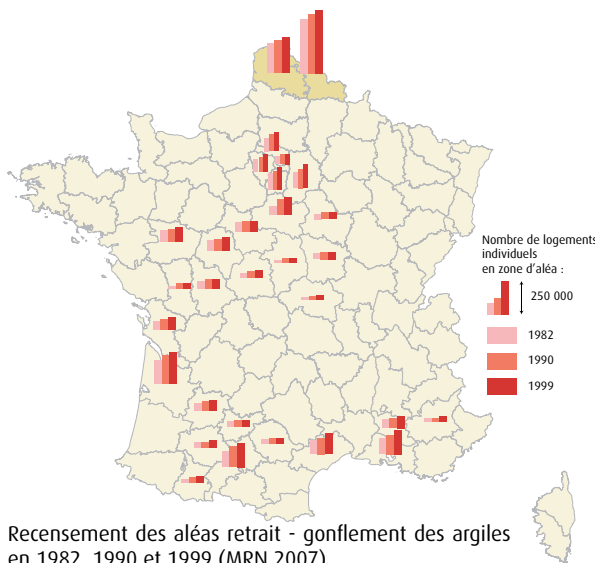 Nombre de logements
individuels
en zone d'aléa :
250 000
1982
1990
1999
Recensement des aléas retrait - gonflement des argiles
en 1982, 1990 et 1999 (MRN 2007)